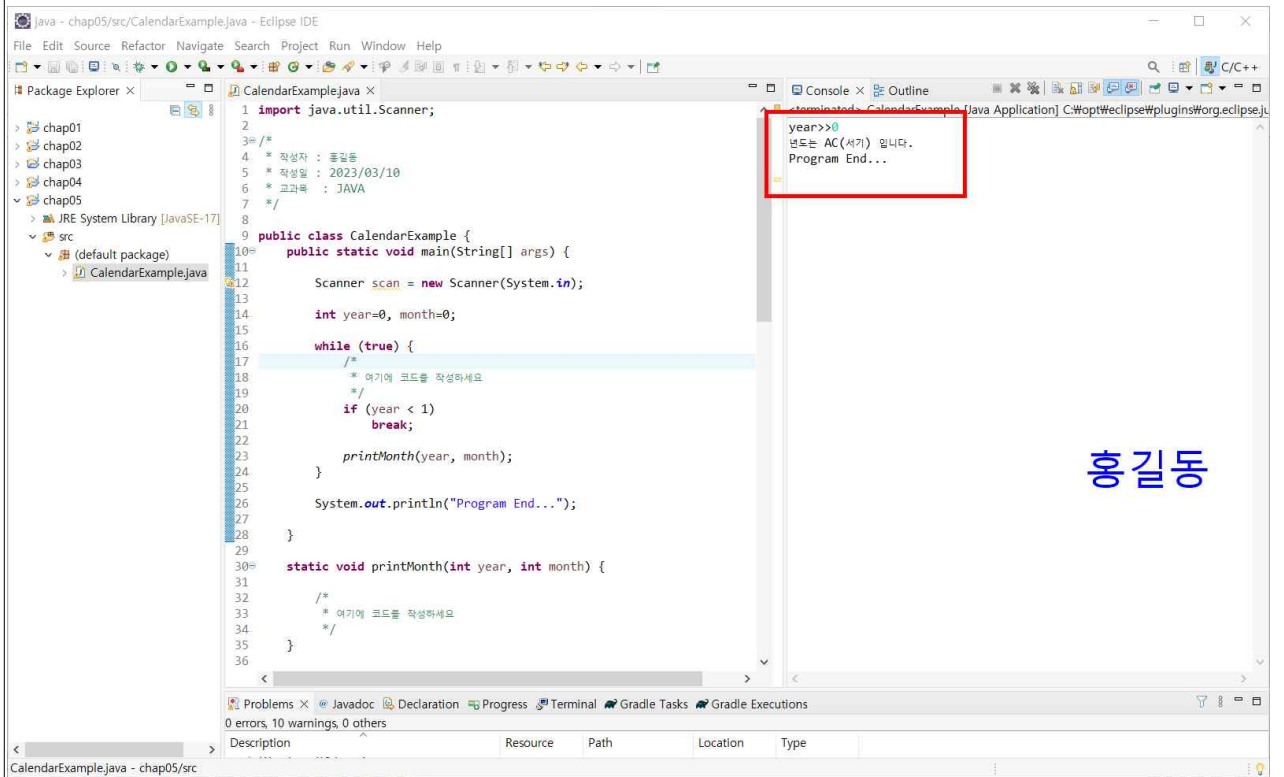 java - chap05/src/CalendarExample.java - Eclipse IDE
File Edit Source Refactor Navigate Search Project Run Window Help
C/C++
Package Explorer
chap01
chap02
chap03
chap04
chap05
JRE System Library [JavaSE-17]
src
(default package)
CalendarExample.java
CalendarExample.java
1 import java.util.Scanner;
2
3 /*
4 * 작성자 : 홍길동
5 * 작성일 : 2023/03/10
6 * 교과목 : JAVA
7 */
8
9 public class CalendarExample {
10 public static void main(String[] args) {
11
12 Scanner scan = new Scanner(System.in);
13
14 int year=0, month=0;
15
16 while (true) {
17 /*
18 * 여기에 코드를 작성하세요
19 */
20 if (year < 1)
21 break;
22
23 printMonth(year, month);
24 }
25
26 System.out.println("Program End...");
27
28 }
29
30 static void printMonth(int year, int month) {
31
32 /*
33 * 여기에 코드를 작성하세요
34 */
35 }
36
Console Outline
<terminated> CalendarExample [Java Application] C:₩opt₩eclipse₩plugins₩org.eclipse.ju
year>>0
년도는 AC(서기) 입니다.
Program End...
홍길동
Problems @ Javadoc Declaration Progress Terminal Gradle Tasks Gradle Executions
0 errors, 10 warnings, 0 others
Description Resource Path Location Type
CalendarExample.java - chap05/src